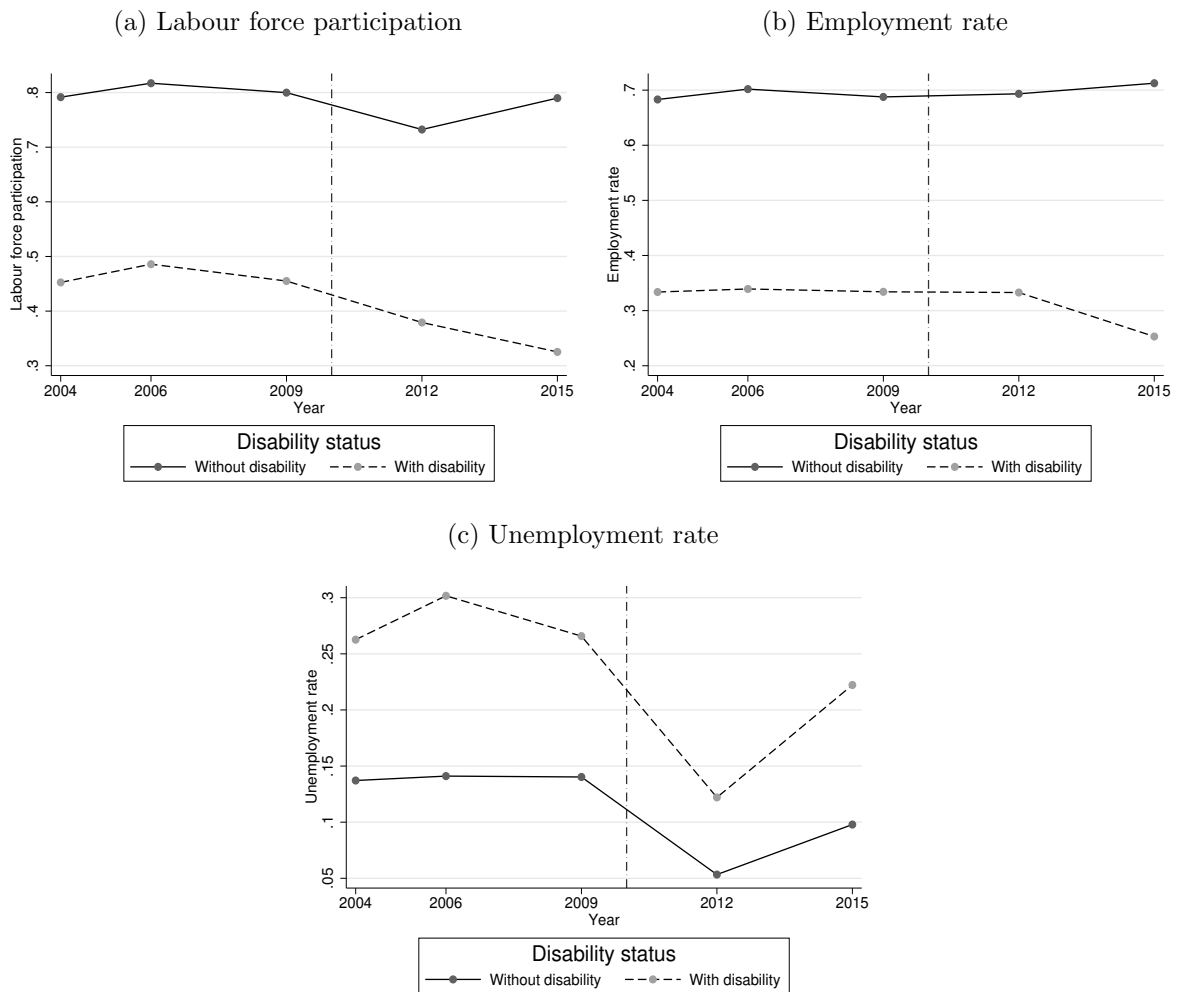 (a) Labour force participation
Labour force participation
.8
.7
.6
.5
.4
.3
2004 2006 2009 2012 2015
Year
Disability status
Without disability With disability
(b) Employment rate
Employment rate
.7
.6
.5
.4
.3
.2
2004 2006 2009 2012 2015
Year
Disability status
Without disability With disability
(c) Unemployment rate
Unemployment rate
.3
.25
.2
.15
.1
.05
2004 2006 2009 2012 2015
Year
Disability status
Without disability With disability